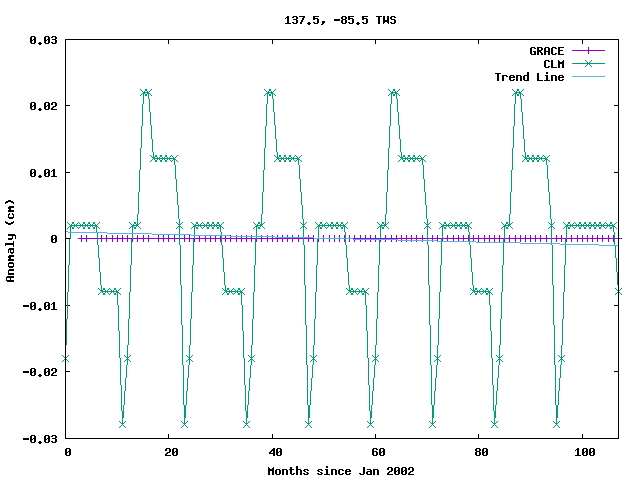 137.5, -85.5 TWS
GRACE
CLM
Trend Line
0.03
0.02
0.01
0
-0.01
-0.02
-0.03
Anomaly (cm)
0 20 40 60 80 100
Months since Jan 2002